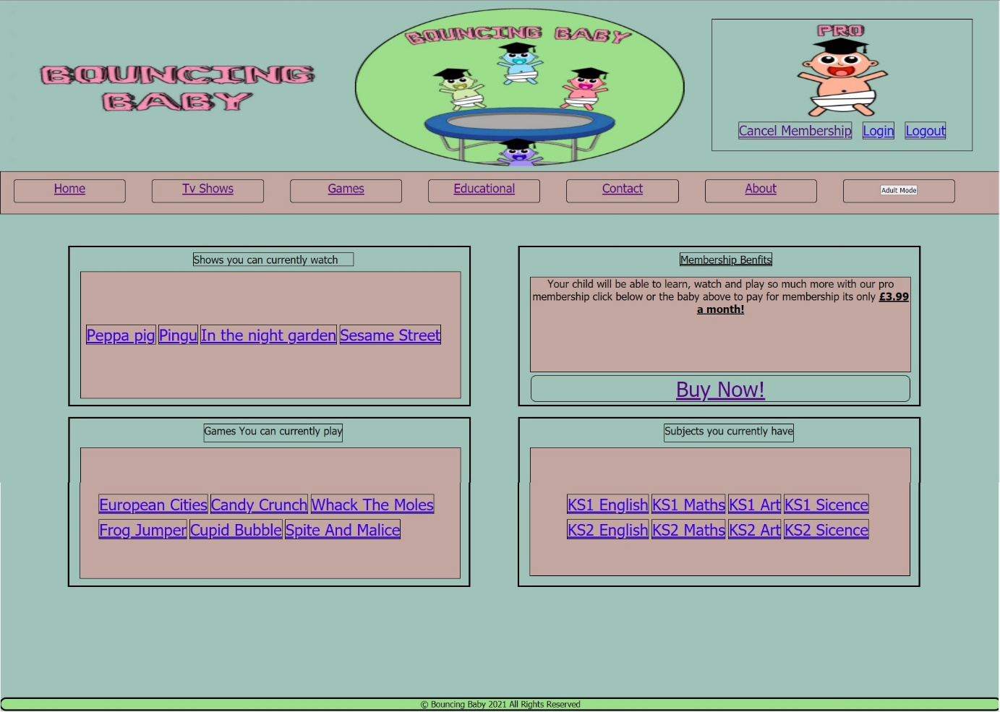 BOUNCING
BABY
BOUNCING BABY
PRO
Cancel Membership Login Logout
Home Tv Shows Games Educational Contact About Adult Mode
Shows you can currently watch
Peppa pig Pingu In the night garden Sesame Street
Membership Benfits
Your child will be able to learn, watch and play so much more with our pro
membership click below or the baby above to pay for membership its only £3.99
a month!
Buy Now!
Games You can currently play
European Cities Candy Crunch Whack The Moles
Frog Jumper Cupid Bubble Spite And Malice
Subjects you currently have
KS1 English KS1 Maths KS1 Art KS1 Sicence
KS2 English KS2 Maths KS2 Art KS2 Sicence
© Bouncing Baby 2021 All Rights Reserved